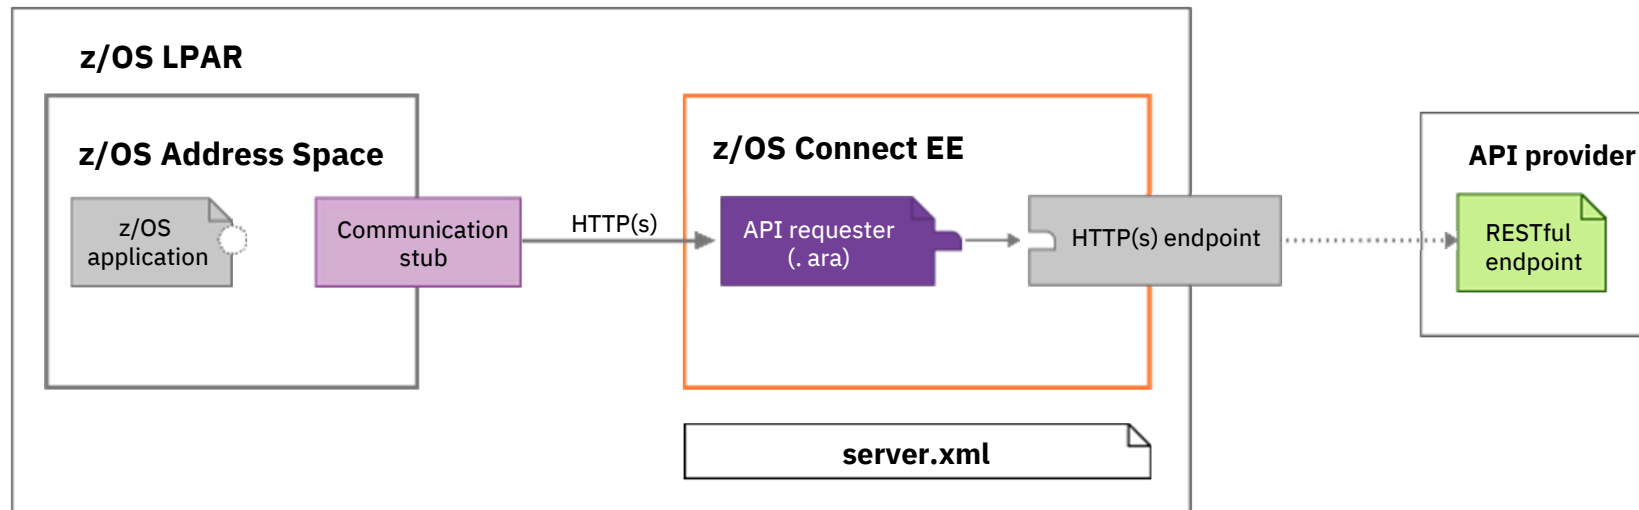 z/OS LPAR
z/OS Address Space
z/OS
application
Communication
stub
HTTP(s)
z/OS Connect EE
API requester
(. ara)
HTTP(s) endpoint
server.xml
API provider
RESTful
endpoint